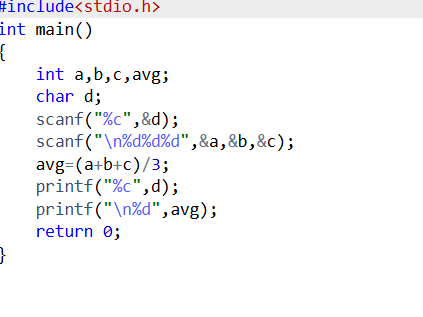 #include<stdio.h>
int main()
{
    int a,b,c,avg;
    char d;
    scanf("%c",&d);
    scanf("\n%d%d%d",&a,&b,&c);
    avg=(a+b+c)/3;
    printf("%c",d);
    printf("\n%d",avg);
    return 0;
}